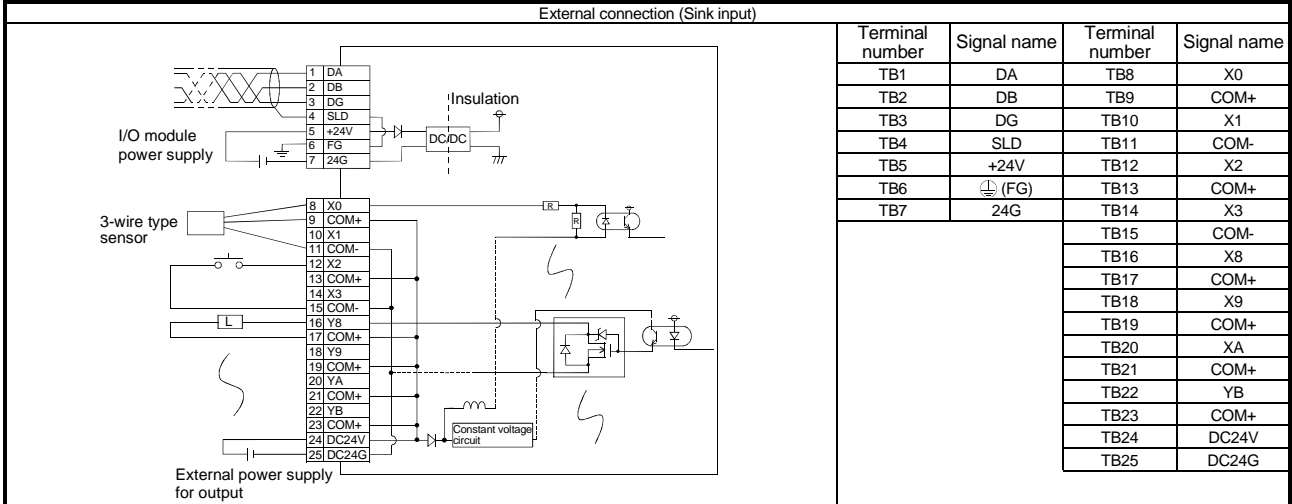 External connection (Sink input)
1 DA
2 DB
3 DG
4 SLD
5 +24V
6 FG
7 24G
I/O module
power supply
Insulation
DC/DC
8 X0
9 COM+
10 X1
11 COM-
12 X2
13 COM+
14 X3
15 COM-
16 Y8
17 COM+
18 Y9
19 COM+
20 YA
21 COM+
22 YB
23 COM+
24 DC24V
25 DC24G
3-wire type
sensor
L
R
R
Constant voltage
circuit
External power supply
for output
Terminal number Signal name Terminal number Signal name
TB1 DA TB8 X0
TB2 DB TB9 COM+
TB3 DG TB10 X1
TB4 SLD TB11 COM-
TB5 +24V TB12 X2
TB6 (FG) TB13 COM+
TB7 24G TB14 X3
TB15 COM-
TB16 X8
TB17 COM+
TB18 X9
TB19 COM+
TB20 XA
TB21 COM+
TB22 YB
TB23 COM+
TB24 DC24V
TB25 DC24G